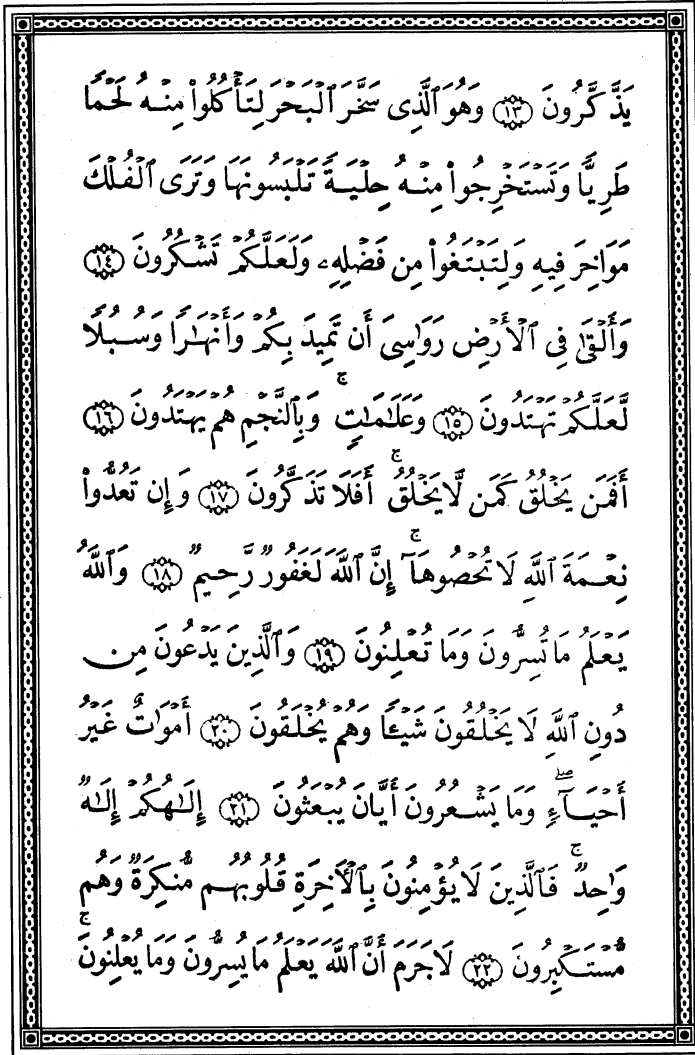 يَذَّكَّرُونَ ﴿١٣﴾ وَهُوَ ٱلَّذِى سَخَّرَ ٱلْبَحْرَ لِتَأْكُلُوا۟ مِنْهُ لَحْمًا
طَرِيًّا وَتَسْتَخْرِجُوا۟ مِنْهُ حِلْيَةً تَلْبَسُونَهَا وَتَرَى ٱلْفُلْكَ
مَوَاخِرَ فِيهِ وَلِتَبْتَغُوا۟ مِن فَضْلِهِۦ وَلَعَلَّكُمْ تَشْكُرُونَ ﴿١٤﴾
وَأَلْقَىٰ فِى ٱلْأَرْضِ رَوَٰسِىَ أَن تَمِيدَ بِكُمْ وَأَنْهَٰرًا وَسُبُلًا
لَّعَلَّكُمْ تَهْتَدُونَ ﴿١٥﴾ وَعَلَٰمَٰتٍ ۚ وَبِٱلنَّجْمِ هُمْ يَهْتَدُونَ ﴿١٦﴾
أَفَمَن يَخْلُقُ كَمَن لَّا يَخْلُقُ ۚ أَفَلَا تَذَكَّرُونَ ﴿١٧﴾ وَإِن تَعُدُّوا۟
نِعْمَةَ ٱللَّهِ لَا تُحْصُوهَآ ۚ إِنَّ ٱللَّهَ لَغَفُورٌ رَّحِيمٌ ﴿١٨﴾ وَٱللَّهُ
يَعْلَمُ مَا تُسِرُّونَ وَمَا تُعْلِنُونَ ﴿١٩﴾ وَٱلَّذِينَ يَدْعُونَ مِن
دُونِ ٱللَّهِ لَا يَخْلُقُونَ شَيْـًٔا وَهُمْ يُخْلَقُونَ ﴿٢٠﴾ أَمْوَٰتٌ غَيْرُ
أَحْيَآءٍ ۖ وَمَا يَشْعُرُونَ أَيَّانَ يُبْعَثُونَ ﴿٢١﴾ إِلَٰهُكُمْ إِلَٰهٌ
وَٰحِدٌ ۚ فَٱلَّذِينَ لَا يُؤْمِنُونَ بِٱلْـَٔاخِرَةِ قُلُوبُهُم مُّنكِرَةٌ وَهُم
مُّسْتَكْبِرُونَ ﴿٢٢﴾ لَا جَرَمَ أَنَّ ٱللَّهَ يَعْلَمُ مَا يُسِرُّونَ وَمَا يُعْلِنُونَ ۚ